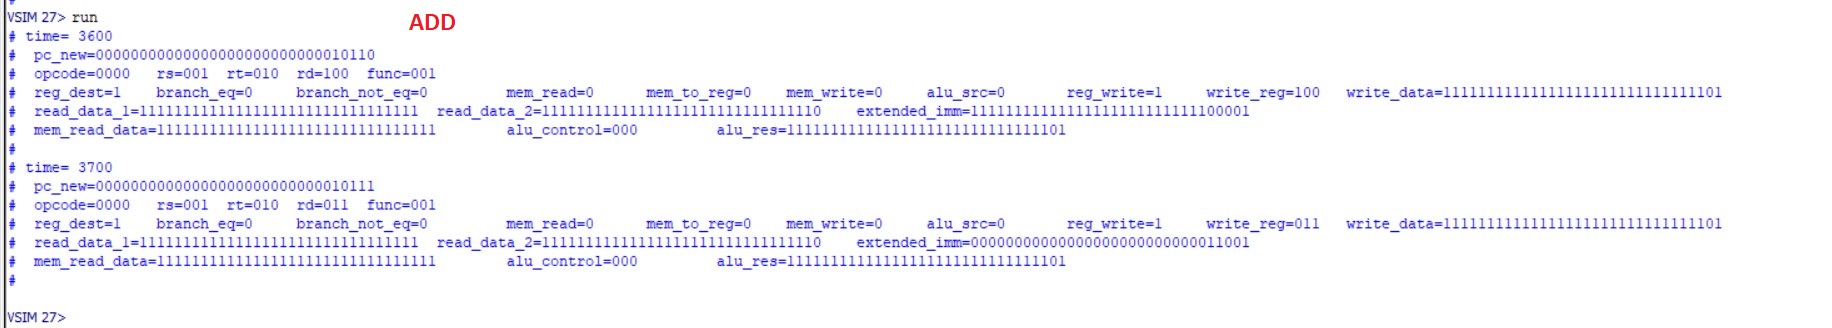 #
VSIM 27> run
ADD
# time= 3600
# pc_new=00000000000000000000000000010110
# opcode=0000 rs=001 rt=010 rd=100 func=001
# reg_dest=1 branch_eq=0 branch_not_eq=0 mem_read=0 mem_to_reg=0 mem_write=0 alu_src=0 reg_write=1 write_reg=100 write_data=11111111111111111111111111111101
# read_data_1=11111111111111111111111111111111 read_data_2=11111111111111111111111111111110 extended_imm=11111111111111111111111111100001
# mem_read_data=11111111111111111111111111111111 alu_control=000 alu_res=11111111111111111111111111111101
#
# time= 3700
# pc_new=00000000000000000000000000010111
# opcode=0000 rs=001 rt=010 rd=011 func=001
# reg_dest=1 branch_eq=0 branch_not_eq=0 mem_read=0 mem_to_reg=0 mem_write=0 alu_src=0 reg_write=1 write_reg=011 write_data=11111111111111111111111111111101
# read_data_1=11111111111111111111111111111111 read_data_2=11111111111111111111111111111110 extended_imm=00000000000000000000000000011001
# mem_read_data=11111111111111111111111111111111 alu_control=000 alu_res=11111111111111111111111111111101
#
VSIM 27>